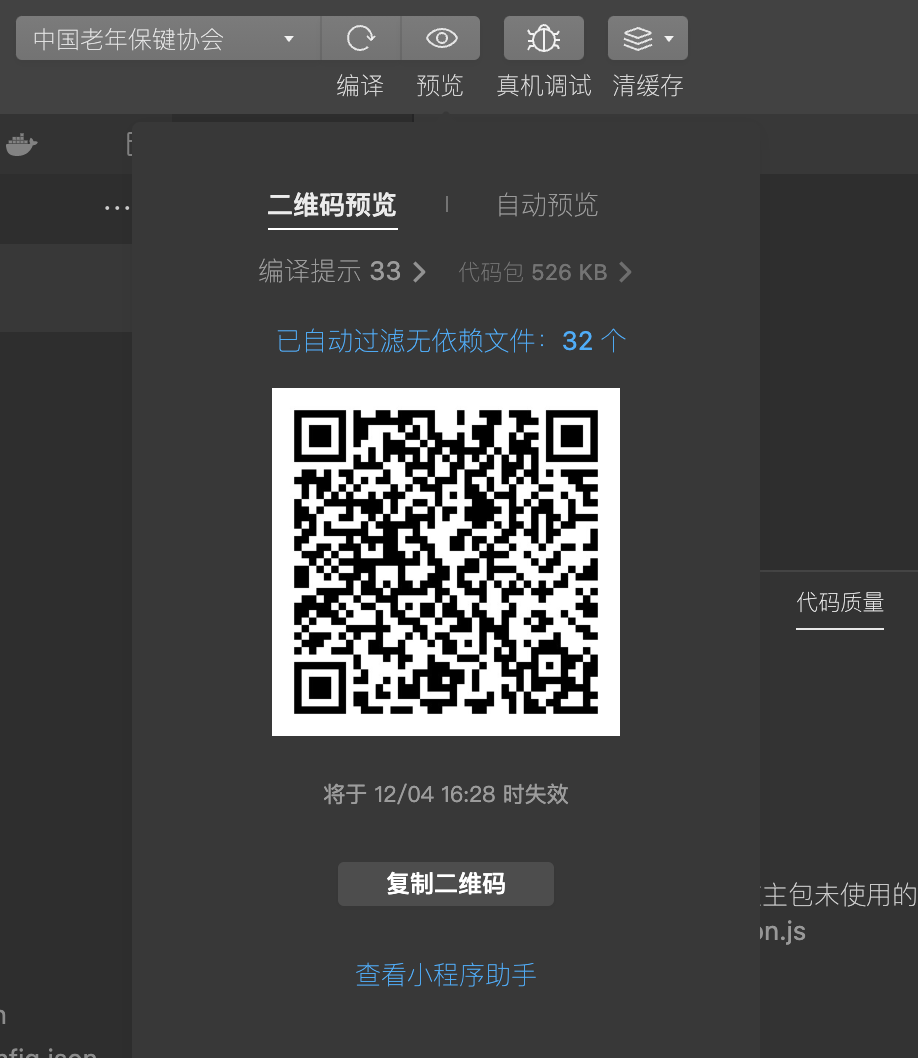 中国老年保键协会
编译 预览 真机调试 清缓存
...
二维码预览 自动预览
编译提示 33 代码包 526 KB
已自动过滤无依赖文件：32 个
代码质量
将于 12/04 16:28 时失效
复制二维码
主包未使用的
on.js
查看小程序助手
nfig.json